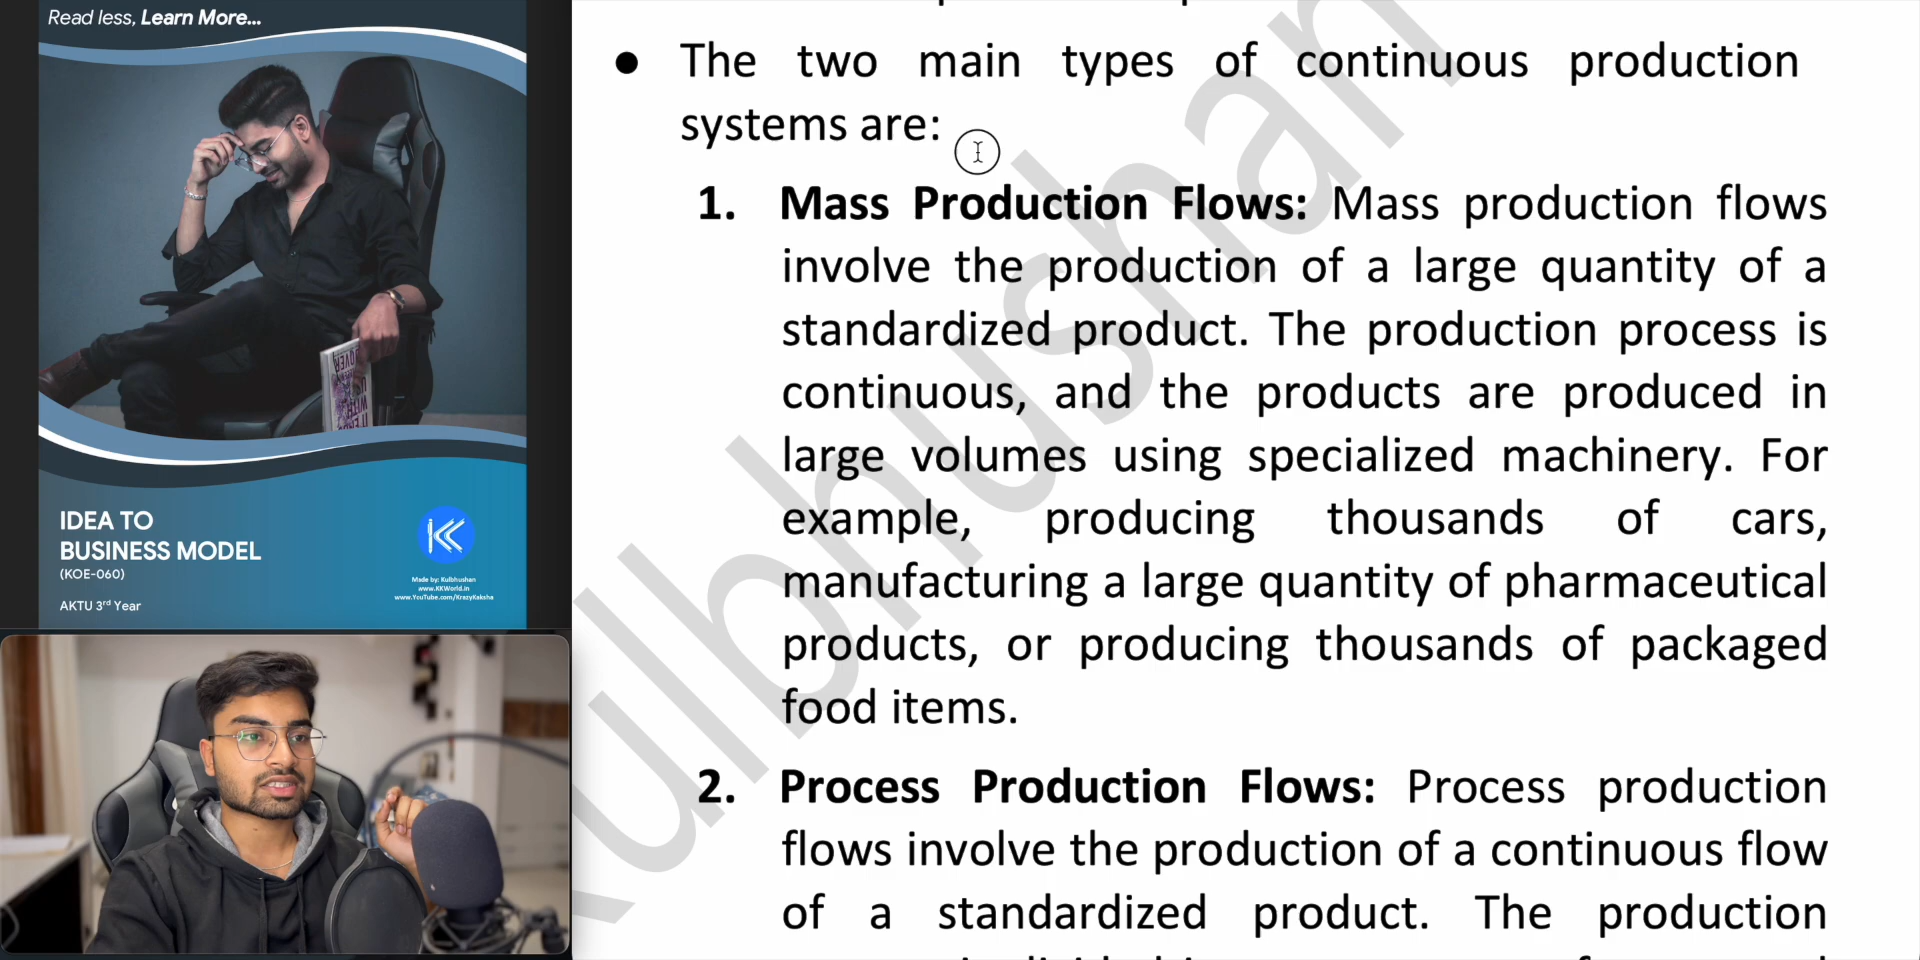 Read less, Learn More...
IDEA TO
BUSINESS MODEL
(KOE-060)
AKTU 3rd Year
Made by: Kulbhushan
www.KKWorld.in
www.YouTube.com/KrazyKaksha
● The two main types of continuous production
systems are:
1. Mass Production Flows: Mass production flows
involve the production of a large quantity of a
standardized product. The production process is
continuous, and the products are produced in
large volumes using specialized machinery. For
example, producing thousands of cars,
manufacturing a large quantity of pharmaceutical
products, or producing thousands of packaged
food items.
2. Process Production Flows: Process production
flows involve the production of a continuous flow
of a standardized product. The production
Kulbhushan